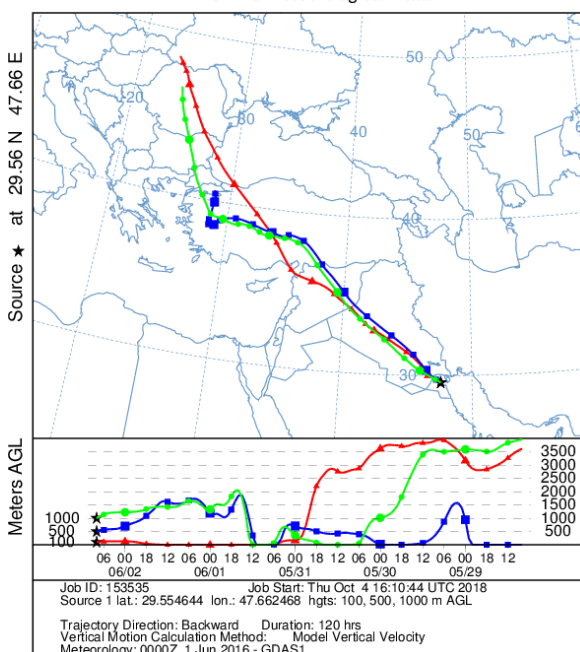 Source ★ at 29.56 N 47.66 E
50
120
30
40
50
40
30
Meters AGL
3500
3000
2500
2000
1500
1000
500
1000
500
100
06 00 18 12 06 00 18 12 06 00 18 12 06 00 18 12 06 00 18 12
06/02 06/01 05/31 05/30 05/29
Job ID: 153535 Job Start: Thu Oct 4 16:10:44 UTC 2018
Source 1 lat.: 29.554644 lon.: 47.662468 hgts: 100, 500, 1000 m AGL
Trajectory Direction: Backward Duration: 120 hrs
Vertical Motion Calculation Method: Model Vertical Velocity
Meteorology: 0000Z 1 Jun 2016 - GDAS1